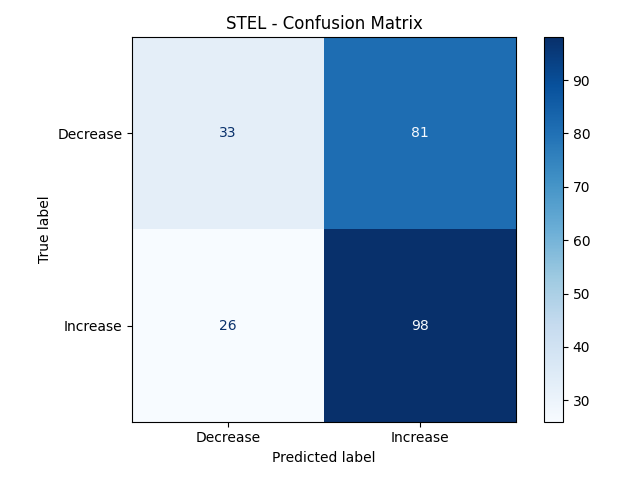 STEL - Confusion Matrix
Decrease
33
81
90
80
70
60
50
40
30
True label
Increase
26
98
Decrease
Increase
Predicted label